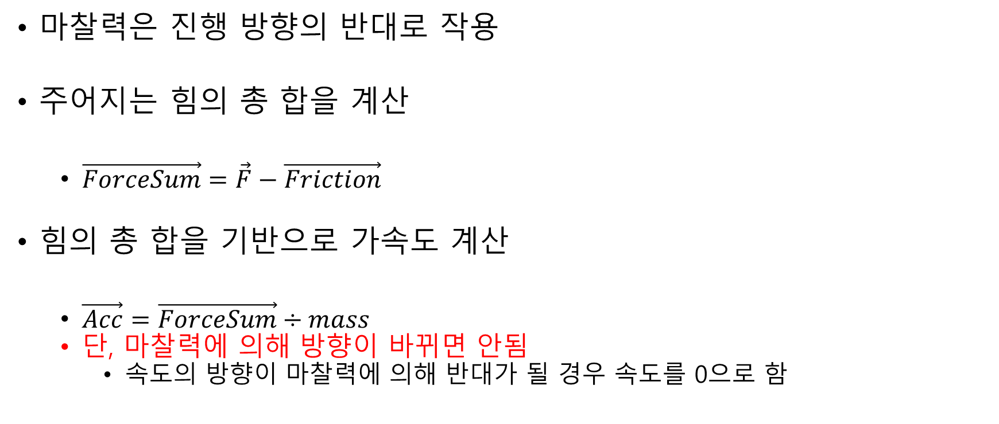 • 마찰력은 진행 방향의 반대로 작용
• 주어지는 힘의 총 합을 계산
• $\overrightarrow{ForceSum} = \vec{F} - \overrightarrow{Friction}$
• 힘의 총 합을 기반으로 가속도 계산
• $\overrightarrow{Acc} = \overrightarrow{ForceSum} \div mass$
• 단, 마찰력에 의해 방향이 바뀌면 안됨
• 속도의 방향이 마찰력에 의해 반대가 될 경우 속도를 0으로 함